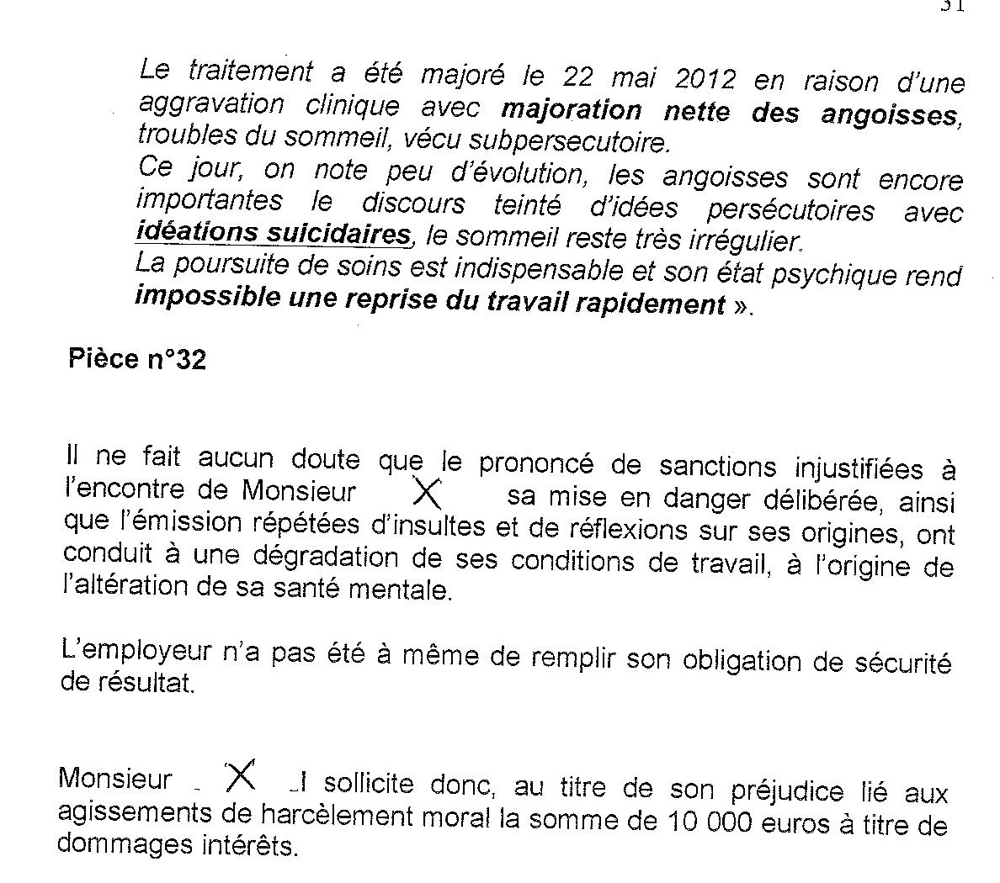 31
Le traitement a été majoré le 22 mai 2012 en raison d'une
aggravation clinique avec majoration nette des angoisses,
troubles du sommeil, vécu subpersecutoire.
Ce jour, on note peu d'évolution, les angoisses sont encore
importantes le discours teinté d'idées persécutoires avec
idéations suicidaires, le sommeil reste très irrégulier.
La poursuite de soins est indispensable et son état psychique rend
impossible une reprise du travail rapidement ».
Pièce n°32
Il ne fait aucun doute que le prononcé de sanctions injustifiées à
l'encontre de Monsieur X sa mise en danger délibérée, ainsi
que l'émission répétées d'insultes et de réflexions sur ses origines, ont
conduit à une dégradation de ses conditions de travail, à l'origine de
l'altération de sa santé mentale.
L'employeur n'a pas été à même de remplir son obligation de sécurité
de résultat.
Monsieur X sollicite donc, au titre de son préjudice lié aux
agissements de harcèlement moral la somme de 10 000 euros à titre de
dommages intérêts.